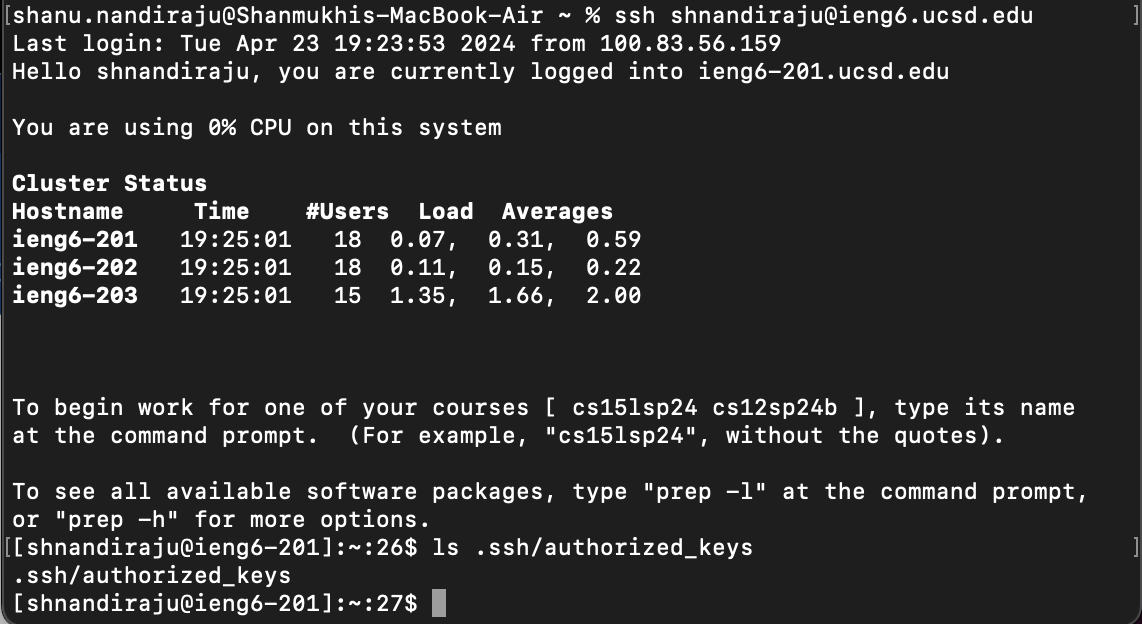 [shanu.nandiraju@Shanmukhis-MacBook-Air ~ % ssh shnandiraju@ieng6.ucsd.edu ]
Last login: Tue Apr 23 19:23:53 2024 from 100.83.56.159
Hello shnandiraju, you are currently logged into ieng6-201.ucsd.edu
You are using 0% CPU on this system
Cluster Status
Hostname     Time    #Users  Load  Averages
ieng6-201   19:25:01   18  0.07,  0.31,  0.59
ieng6-202   19:25:01   18  0.11,  0.15,  0.22
ieng6-203   19:25:01   15  1.35,  1.66,  2.00
To begin work for one of your courses [ cs15lsp24 cs12sp24b ], type its name
at the command prompt.  (For example, "cs15lsp24", without the quotes).
To see all available software packages, type "prep -l" at the command prompt,
or "prep -h" for more options.
[[shnandiraju@ieng6-201]:~:26$ ls .ssh/authorized_keys ]
.ssh/authorized_keys
[shnandiraju@ieng6-201]:~:27$